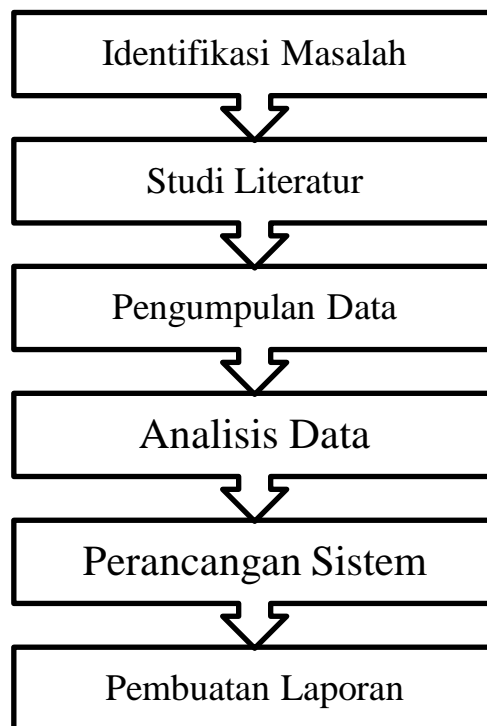 Identifikasi Masalah
Studi Literatur
Pengumpulan Data
Analisis Data
Perancangan Sistem
Pembuatan Laporan